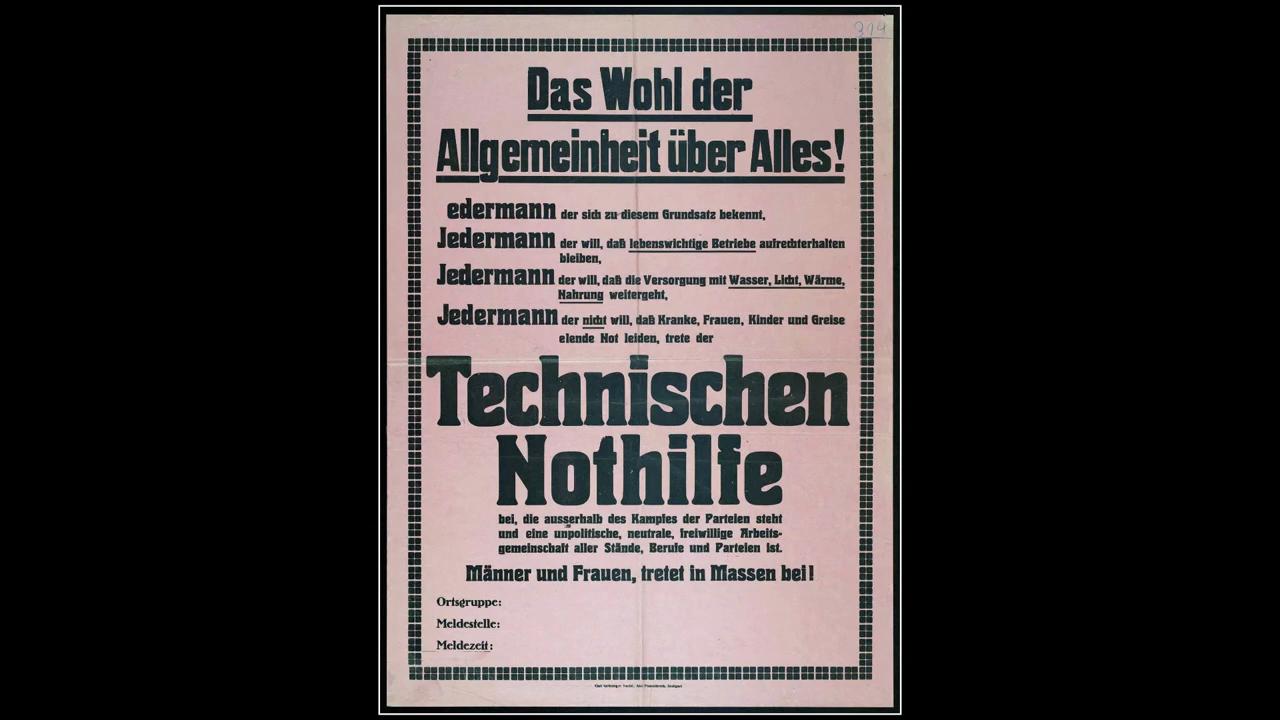 319
Das Wohl der
Allgemeinheit über Alles!
edermann der sich zu diesem Grundsatz bekennt,
Jedermann der will, daß lebenswichtige Betriebe aufrechterhalten
bleiben,
Jedermann der will, daß die Versorgung mit Wasser, Licht, Wärme,
Nahrung weitergeht,
Jedermann der nicht will, daß Kranke, Frauen, Kinder und Greise
elende Not leiden, trete der
Technischen
Nothilfe
bei, die ausserhalb des Kampfes der Parteien steht
und eine unpolitische, neutrale, freiwillige Arbeits-
gemeinschaft aller Stände, Berufe und Parteien ist.
Männer und Frauen, tretet in Massen bei!
Ortsgruppe:
Meldestelle:
Meldezeit: